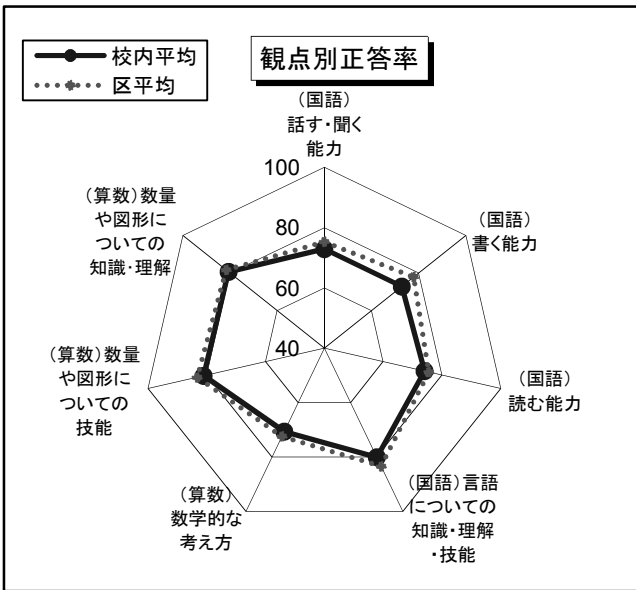 校内平均
区平均
観点別正答率
（国語）
話す・聞く
能力
（国語）
書く能力
（国語）
読む能力
（国語）言語
についての
知識・理解
・技能
（算数）
数学的な
考え方
（算数）数量
や図形に
ついての
技能
（算数）数量
や図形に
ついての
知識・理解
100
80
60
40